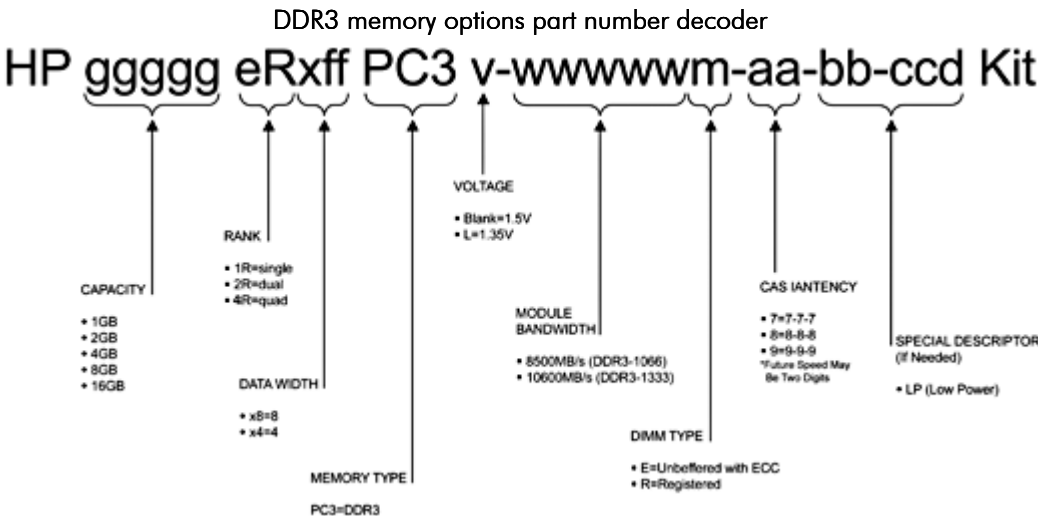 DDR3 memory options part number decoder
HP ggggg eRxff PC3 v-wwwwwm-aa-bb-ccd Kit
VOLTAGE
• Blank=1.5V
• L=1.35V
RANK
• 1R=single
• 2R=dual
• 4R=quad
CAPACITY
+ 1GB
+ 2GB
+ 4GB
+ 8GB
+ 16GB
CAS IANTENCY
• 7=7-7-7
• 8=8-8-8
• 9=9-9-9
*Future Speed May
Be Two Digits
MODULE
BANDWIDTH
• 8500MB/s (DDR3-1066)
• 10600MB/s (DDR3-1333)
SPECIAL DESCRIPTOR
(If Needed)
• LP (Low Power)
DATA WIDTH
+ x8=8
+ x4=4
DIMM TYPE
• E=Unbeffered with ECC
• R=Registered
MEMORY TYPE
PC3=DDR3